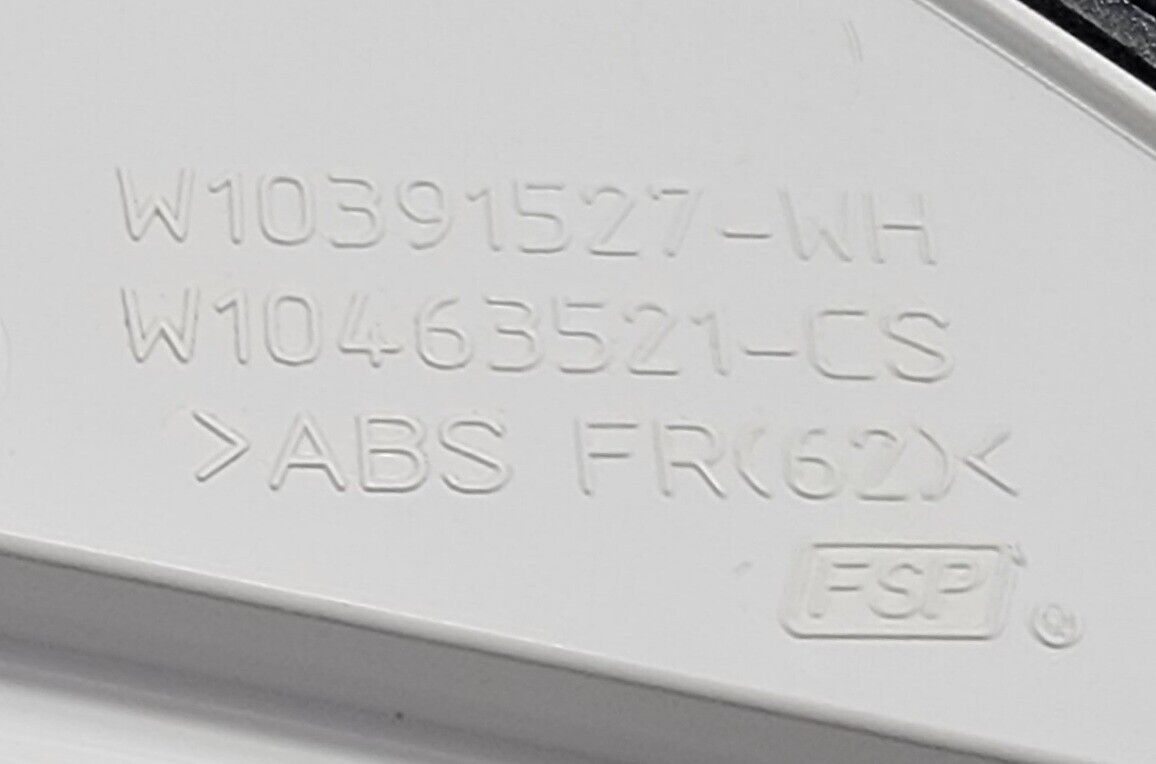 W10391527-WH
W10463521-CS
>ABS FR(62)<
FSP ®